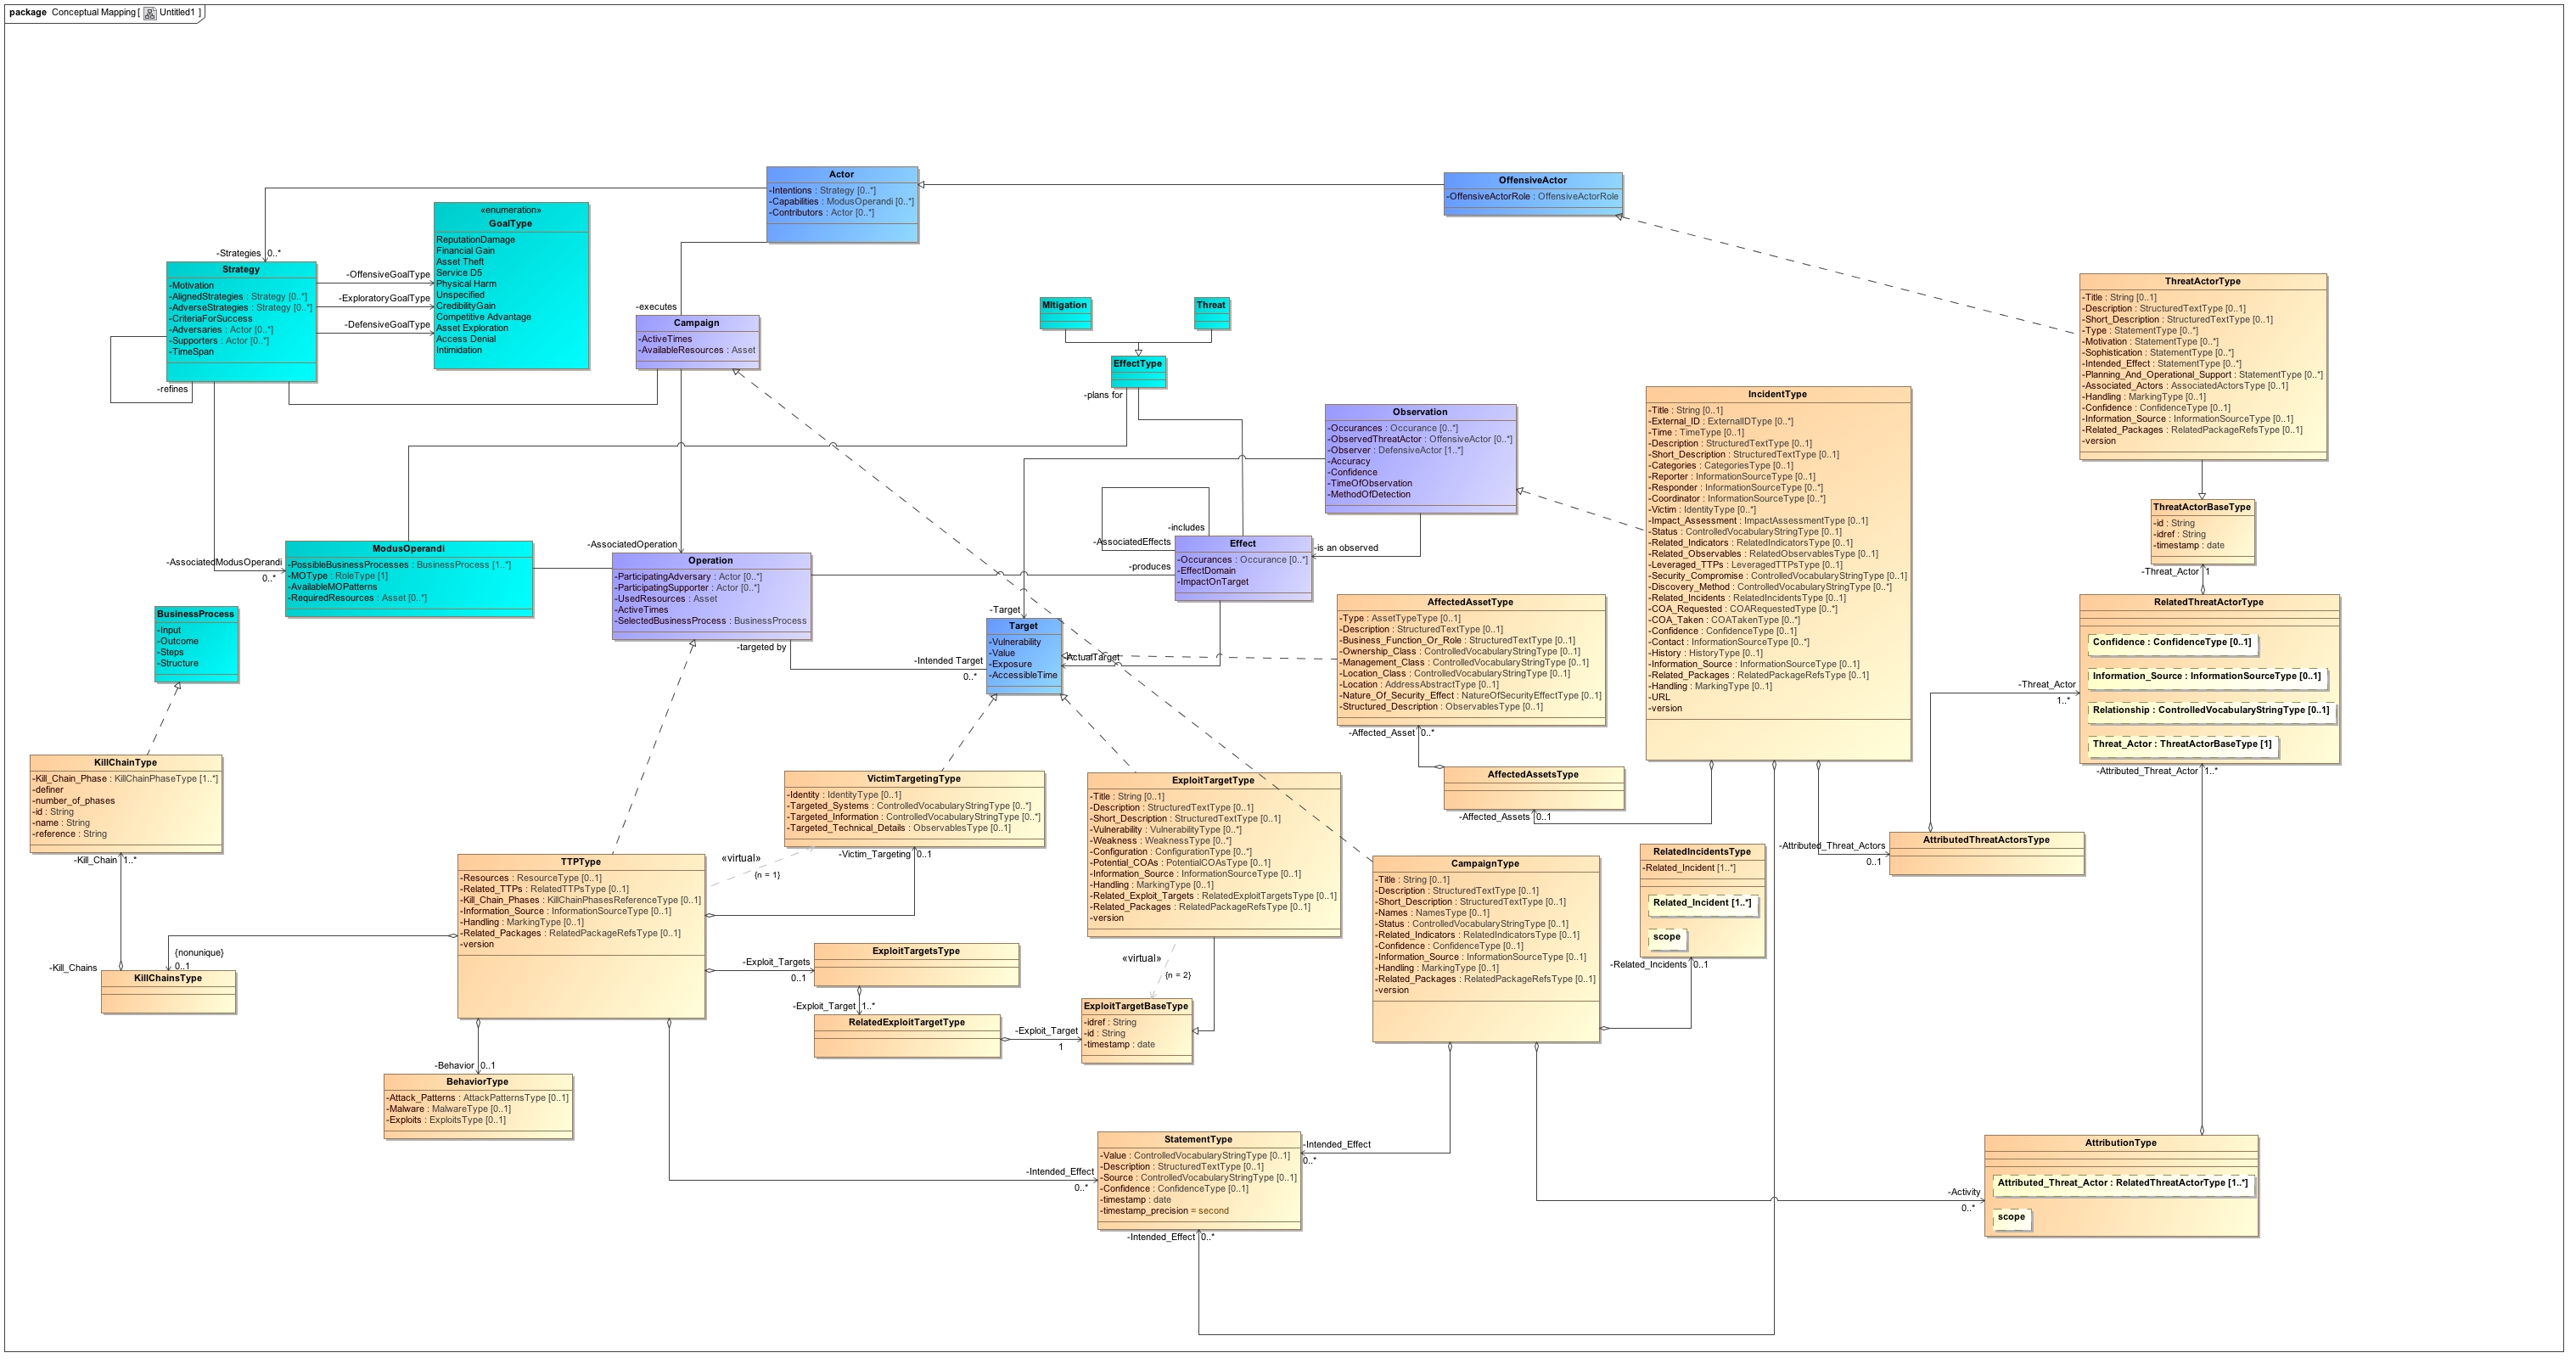 package Conceptual Mapping [ Untitled1 ]
Actor
-Intentions : Strategy [0..*]
-Capabilities : ModusOperandi [0..*]
-Contributors : Actor [0..*]
OffensiveActor
-OffensiveActorRole : OffensiveActorRole
«enumeration»
GoalType
ReputationDamage
Financial Gain
Asset Theft
Service D5
Physical Harm
Unspecified
CredibilityGain
Competitive Advantage
Asset Exploration
Access Denial
Intimidation
-Strategies 0..*
Strategy
-Motivation
-AlignedStrategies : Strategy [0..*]
-AdverseStrategies : Strategy [0..*]
-CriteriaForSuccess
-Adversaries : Actor [0..*]
-Supporters : Actor [0..*]
-TimeSpan
-refines
-OffensiveGoalType
-ExploratoryGoalType
-DefensiveGoalType
-executes
Campaign
-ActiveTimes
-AvailableResources : Asset
MItigation
Threat
EffectType
-plans for
Observation
-Occurances : Occurance [0..*]
-ObservedThreatActor : OffensiveActor [0..*]
-Observer : DefensiveActor [1..*]
-Accuracy
-Confidence
-TimeOfObservation
-MethodOfDetection
IncidentType
-Title : String [0..1]
-External_ID : ExternalIDType [0..*]
-Time : TimeType [0..1]
-Description : StructuredTextType [0..1]
-Short_Description : StructuredTextType [0..1]
-Categories : CategoriesType [0..1]
-Reporter : InformationSourceType [0..1]
-Responder : InformationSourceType [0..*]
-Coordinator : InformationSourceType [0..*]
-Victim : IdentityType [0..*]
-Impact_Assessment : ImpactAssessmentType [0..1]
-Status : ControlledVocabularyStringType [0..1]
-Related_Indicators : RelatedIndicatorsType [0..1]
-Related_Observables : RelatedObservablesType [0..1]
-Leveraged_TTPs : LeveragedTTPsType [0..1]
-Security_Compromise : ControlledVocabularyStringType [0..1]
-Discovery_Method : ControlledVocabularyStringType [0..*]
-Related_Incidents : RelatedIncidentsType [0..1]
-COA_Requested : COARequestedType [0..*]
-COA_Taken : COATakenType [0..*]
-Confidence : ConfidenceType [0..1]
-Contact : InformationSourceType [0..*]
-History : HistoryType [0..1]
-Information_Source : InformationSourceType [0..1]
-Related_Packages : RelatedPackageRefsType [0..1]
-Handling : MarkingType [0..1]
-URL
-version
ThreatActorType
-Title : String [0..1]
-Description : StructuredTextType [0..1]
-Short_Description : StructuredTextType [0..1]
-Type : StatementType [0..*]
-Motivation : StatementType [0..*]
-Sophistication : StatementType [0..*]
-Intended_Effect : StatementType [0..*]
-Planning_And_Operational_Support : StatementType [0..*]
-Associated_Actors : AssociatedActorsType [0..1]
-Handling : MarkingType [0..1]
-Confidence : ConfidenceType [0..1]
-Information_Source : InformationSourceType [0..1]
-Related_Packages : RelatedPackageRefsType [0..1]
-version
ThreatActorBaseType
-id : String
-idref : String
-timestamp : date
-Threat_Actor 1
RelatedThreatActorType
Confidence : ConfidenceType [0..1]
Information_Source : InformationSourceType [0..1]
Relationship : ControlledVocabularyStringType [0..1]
Threat_Actor : ThreatActorBaseType [1]
-Threat_Actor
1..*
-Attributed_Threat_Actor 1..*
-AssociatedModusOperandi
0..*
ModusOperandi
-PossibleBusinessProcesses : BusinessProcess [1..*]
-MOType : RoleType [1]
-AvailableMOPatterns
-RequiredResources : Asset [0..*]
-AssociatedOperation
Operation
-ParticipatingAdversary : Actor [0..*]
-ParticipatingSupporter : Actor [0..*]
-UsedResources : Asset
-ActiveTimes
-SelectedBusinessProcess : BusinessProcess
-targeted by
-includes
-AssociatedEffects
-produces
Effect
-Occurances : Occurance [0..*]
-EffectDomain
-ImpactOnTarget
-is an observed
-Target
Target
-Vulnerability
-Value
-Exposure
-AccessibleTime
-Intended Target
0..*
-ActualTarget
AffectedAssetType
-Type : AssetTypeType [0..1]
-Description : StructuredTextType [0..1]
-Business_Function_Or_Role : StructuredTextType [0..1]
-Ownership_Class : ControlledVocabularyStringType [0..1]
-Management_Class : ControlledVocabularyStringType [0..1]
-Location_Class : ControlledVocabularyStringType [0..1]
-Location : AddressAbstractType [0..1]
-Nature_Of_Security_Effect : NatureOfSecurityEffectType [0..1]
-Structured_Description : ObservablesType [0..1]
-Affected_Asset 0..*
AffectedAssetsType
-Affected_Assets 0..1
BusinessProcess
-Input
-Outcome
-Steps
-Structure
KillChainType
-Kill_Chain_Phase : KillChainPhaseType [1..*]
-definer
-number_of_phases
-id : String
-name : String
-reference : String
-Kill_Chain 1..*
-Kill_Chains
{nonunique}
0..1
KillChainsType
TTPType
-Resources : ResourceType [0..1]
-Related_TTPs : RelatedTTPsType [0..1]
-Kill_Chain_Phases : KillChainPhasesReferenceType [0..1]
-Information_Source : InformationSourceType [0..1]
-Handling : MarkingType [0..1]
-Related_Packages : RelatedPackageRefsType [0..1]
-version
VictimTargetingType
-Identity : IdentityType [0..1]
-Targeted_Systems : ControlledVocabularyStringType [0..*]
-Targeted_Information : ControlledVocabularyStringType [0..*]
-Targeted_Technical_Details : ObservablesType [0..1]
«virtual»
{n = 1}
-Victim_Targeting 0..1
ExploitTargetType
-Title : String [0..1]
-Description : StructuredTextType [0..1]
-Short_Description : StructuredTextType [0..1]
-Vulnerability : VulnerabilityType [0..*]
-Weakness : WeaknessType [0..*]
-Configuration : ConfigurationType [0..*]
-Potential_COAs : PotentialCOAsType [0..1]
-Information_Source : InformationSourceType [0..1]
-Handling : MarkingType [0..1]
-Related_Exploit_Targets : RelatedExploitTargetsType [0..1]
-Related_Packages : RelatedPackageRefsType [0..1]
-version
«virtual»
{n = 2}
-Exploit_Targets
0..1
ExploitTargetsType
-Exploit_Target 1..*
RelatedExploitTargetType
-Exploit_Target
1
ExploitTargetBaseType
-idref : String
-id : String
-timestamp : date
CampaignType
-Title : String [0..1]
-Description : StructuredTextType [0..1]
-Short_Description : StructuredTextType [0..1]
-Names : NamesType [0..1]
-Status : ControlledVocabularyStringType [0..1]
-Related_Indicators : RelatedIndicatorsType [0..1]
-Confidence : ConfidenceType [0..1]
-Information_Source : InformationSourceType [0..1]
-Handling : MarkingType [0..1]
-Related_Packages : RelatedPackageRefsType [0..1]
-version
RelatedIncidentsType
-Related_Incident [1..*]
Related_Incident [1..*]
scope
-Related_Incidents 0..1
-Attributed_Threat_Actors
0..1
AttributedThreatActorsType
-Behavior 0..1
BehaviorType
-Attack_Patterns : AttackPatternsType [0..1]
-Malware : MalwareType [0..1]
-Exploits : ExploitsType [0..1]
-Intended_Effect
0..*
StatementType
-Value : ControlledVocabularyStringType [0..1]
-Description : StructuredTextType [0..1]
-Source : ControlledVocabularyStringType [0..1]
-Confidence : ConfidenceType [0..1]
-timestamp : date
-timestamp_precision = second
-Intended_Effect
0..*
-Intended_Effect 0..*
-Activity
0..*
AttributionType
Attributed_Threat_Actor : RelatedThreatActorType [1..*]
scope